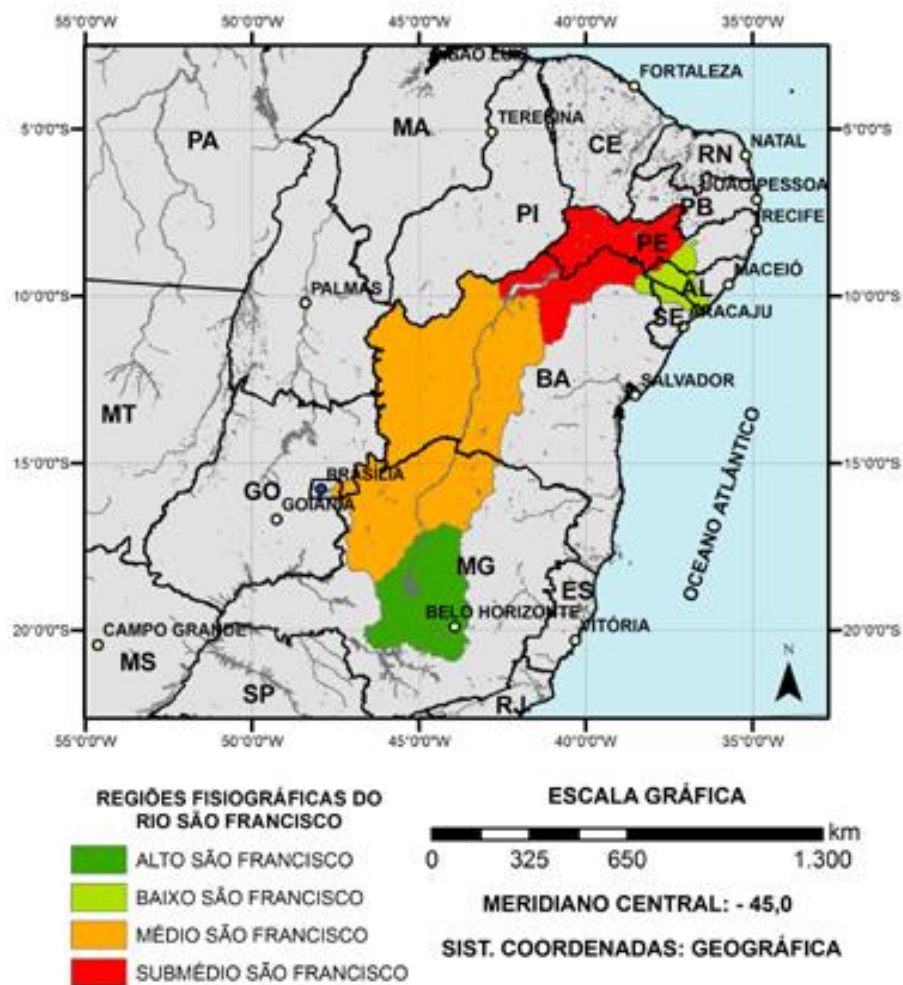 55°0'0"W 50°0'0"W 45°0'0"W 40°0'0"W 35°0'0"W
SÃO LUIS
FORTALEZA
5°0'0"S MA TERESINA CE 5°0'0"S
PA RN NATAL
JOÃO PESSOA
PB
PI RECIFE
PE
MACEIÓ
PALMAS AL
10°0'0"S 10°0'0"S
SE ARACAJU
BA SALVADOR
MT
OCEANO ATLÂNTICO
15°0'0"S BRASÍLIA 15°0'0"S
GO GOIÂNIA
MG
ES
BELO HORIZONTE
20°0'0"S CAMPO GRANDE VITÓRIA 20°0'0"S
MS N
SP RJ
55°0'0"W 50°0'0"W 45°0'0"W 40°0'0"W 35°0'0"W
REGIÕES FISIOGRÁFICAS DO
RIO SÃO FRANCISCO
ALTO SÃO FRANCISCO
BAIXO SÃO FRANCISCO
MÉDIO SÃO FRANCISCO
SUBMÉDIO SÃO FRANCISCO
ESCALA GRÁFICA
km
0 325 650 1.300
MERIDIANO CENTRAL: - 45,0
SIST. COORDENADAS: GEOGRÁFICA